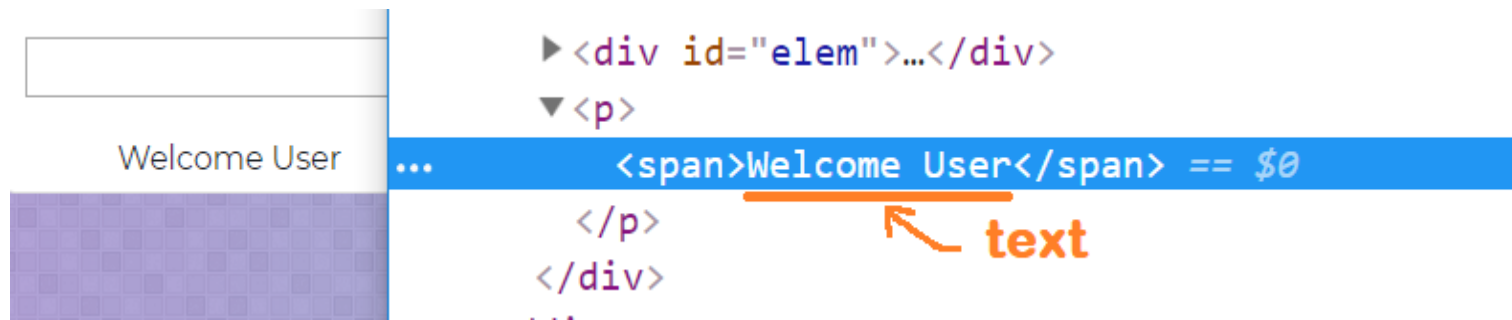 <div id="elem">…</div>
<p>
Welcome User
... <span>Welcome User</span> == $0
</p>
text
</div>